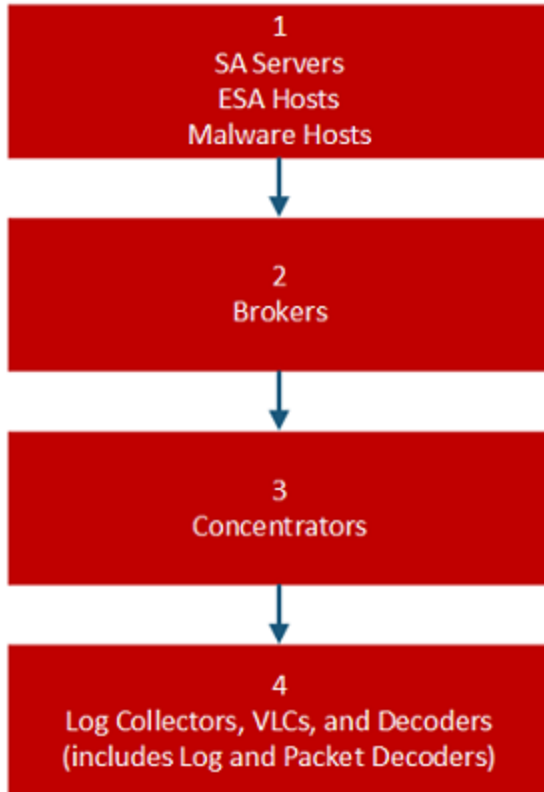 1
SA Servers
ESA Hosts
Malware Hosts
2
Brokers
3
Concentrators
4
Log Collectors, VLCs, and Decoders
(includes Log and Packet Decoders)